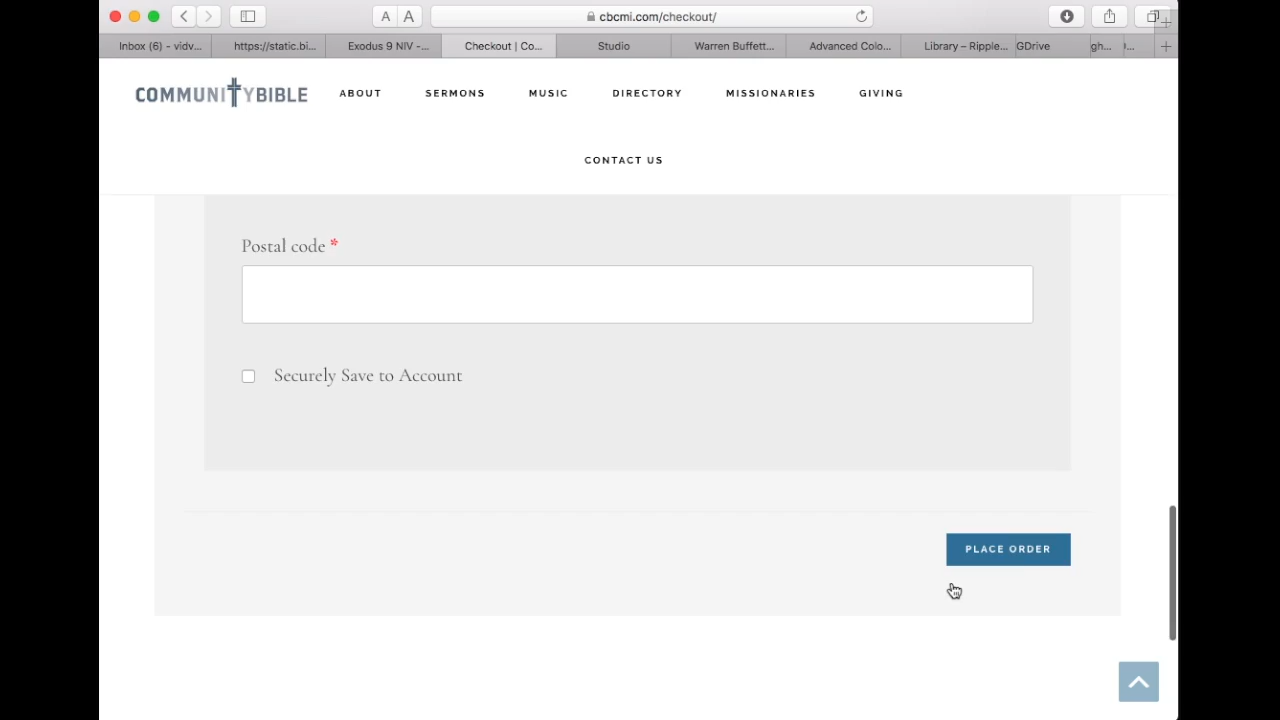 A A
cbcmi.com/checkout/
Inbox (6) - vidv... https://static.bi... Exodus 9 NIV -... Checkout | Co... Studio Warren Buffett... Advanced Colo... Library – Ripple... GDrive gh...
COMMUNITYBIBLE
ABOUT SERMONS MUSIC DIRECTORY MISSIONARIES GIVING
CONTACT US
Postal code *
Securely Save to Account
PLACE ORDER